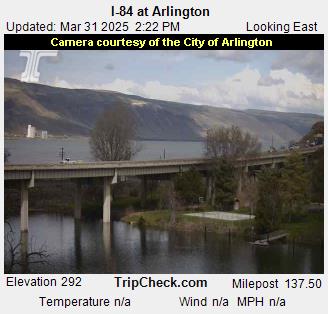 I-84 at Arlington
Updated: Mar 31 2025 2:22 PM Looking East
Camera courtesy of the City of Arlington
Elevation 292 TripCheck.com Milepost 137.50
Temperature n/a Wind n/a MPH n/a